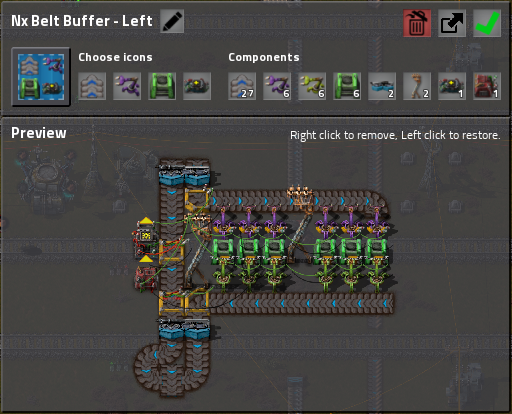 Nx Belt Buffer - Left
Choose icons
Components
27 6 6 6 2 2 1 1
Preview
Right click to remove, Left click to restore.